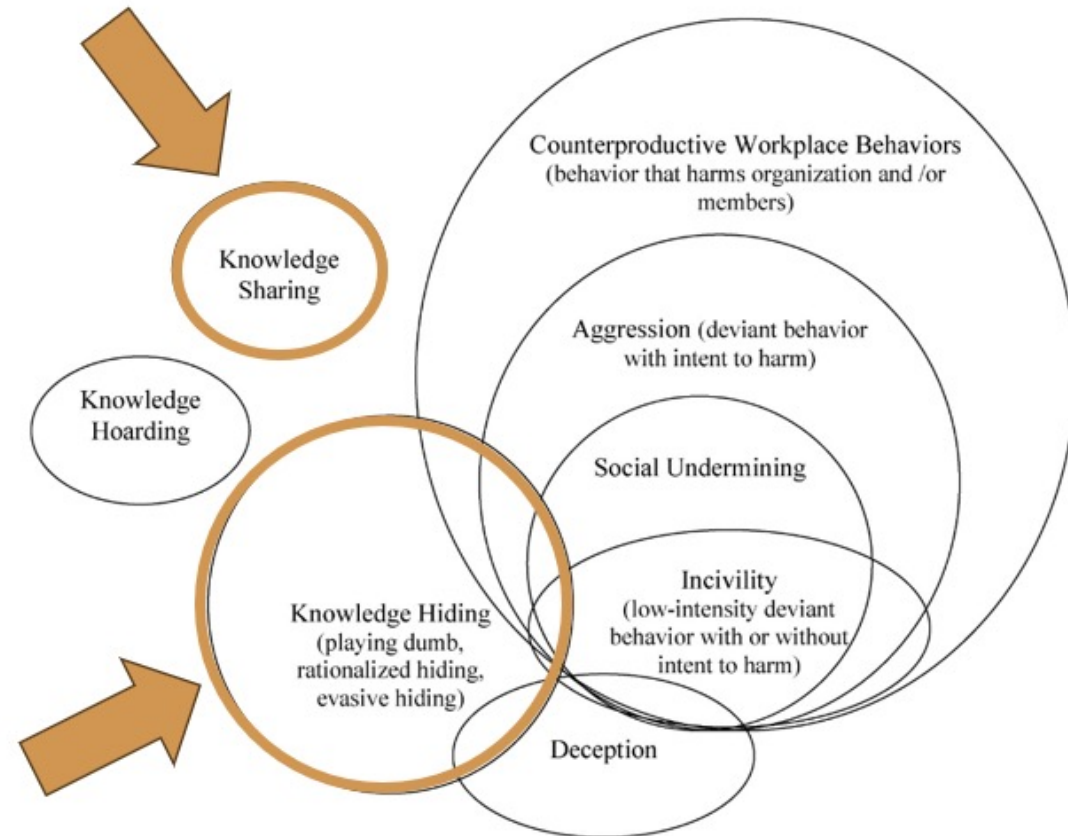 Counterproductive Workplace Behaviors
(behavior that harms organization and /or
members)
Knowledge
Sharing
Aggression (deviant behavior
with intent to harm)
Knowledge
Hoarding
Social Undermining
Incivility
(low-intensity deviant
behavior with or without
intent to harm)
Knowledge Hiding
(playing dumb,
rationalized hiding,
evasive hiding)
Deception